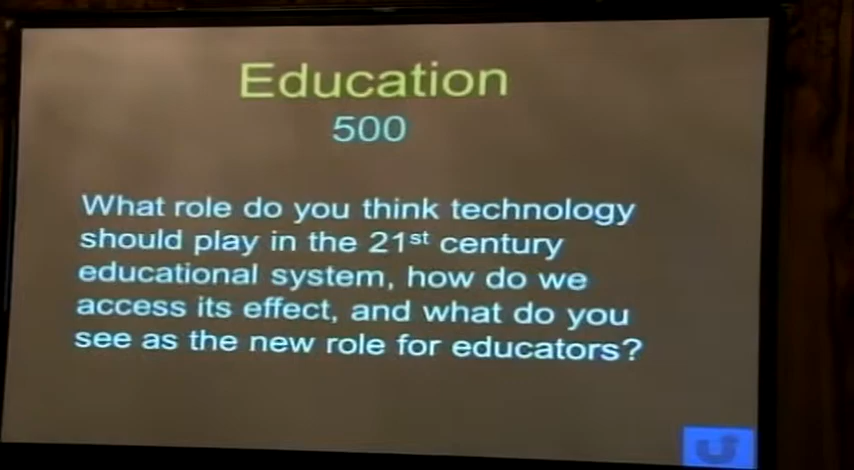 Education
500
What role do you think technology
should play in the 21st century
educational system, how do we
access its effect, and what do you
see as the new role for educators?